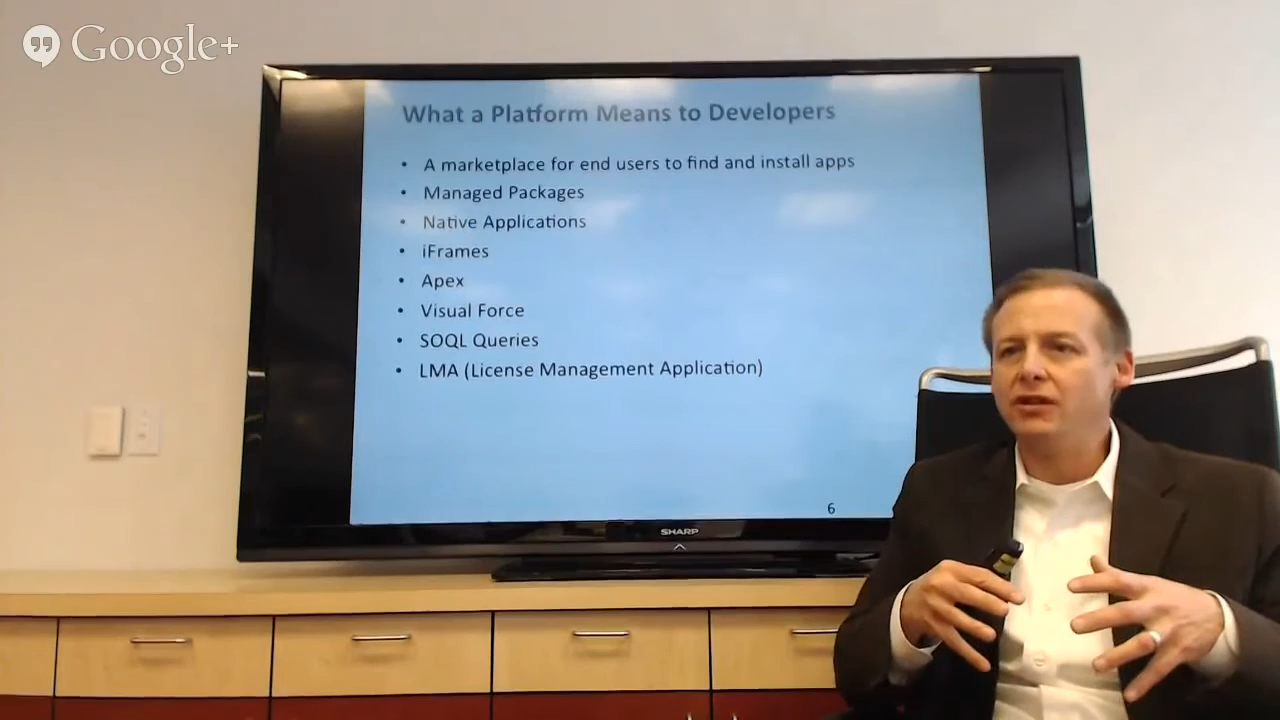 Google+
What a Platform Means to Developers
• A marketplace for end users to find and install apps
• Managed Packages
• Native Applications
• iFrames
• Apex
• Visual Force
• SOQL Queries
• LMA (License Management Application)
6
SHARP